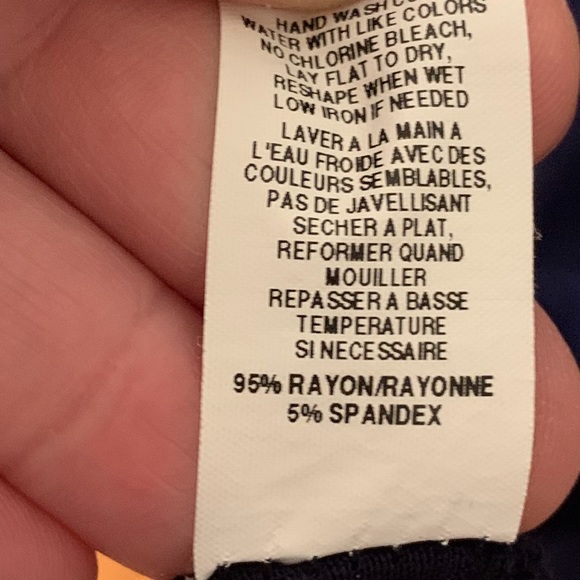 HAND WASH
WATER WITH LIKE COLORS
NO CHLORINE BLEACH,
LAY FLAT TO DRY,
RESHAPE WHEN WET
LOW IRON IF NEEDED
LAVER A LA MAIN A
L'EAU FROIDE AVEC DES
COULEURS SEMBLABLES,
PAS DE JAVELLISANT
SECHER A PLAT,
REFORMER QUAND
MOUILLER
REPASSER A BASSE
TEMPERATURE
SI NECESSAIRE
95% RAYON/RAYONNE
5% SPANDEX